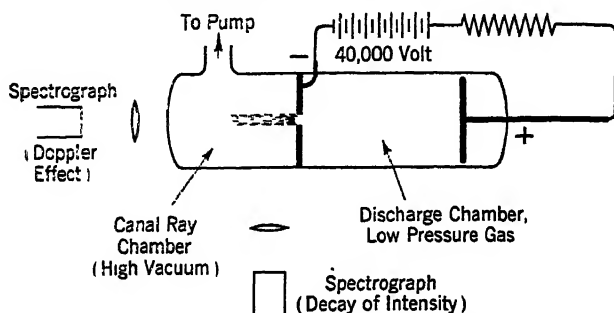 To Pump
−
40,000 Volt
Spectrograph
(Doppler
Effect)
+
Canal Ray
Chamber
(High Vacuum)
Discharge Chamber,
Low Pressure Gas
Spectrograph
(Decay of Intensity)